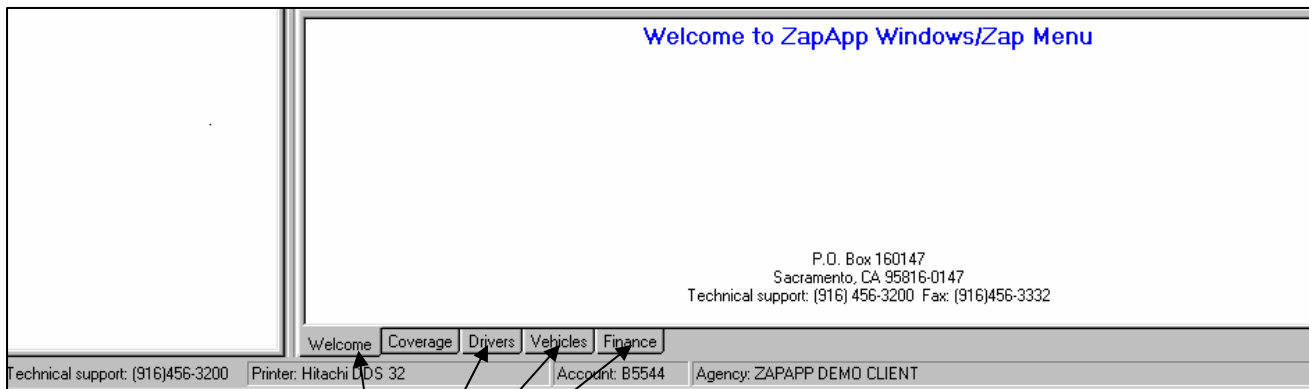 Welcome to ZapApp Windows/Zap Menu
P.O. Box 160147
Sacramento, CA 95816-0147
Technical support: (916) 456-3200 Fax: (916)456-3332
Welcome Coverage Drivers Vehicles Finance
Technical support: (916)456-3200 Printer: Hitachi DDS 32 Account: B5544 Agency: ZAPAPP DEMO CLIENT